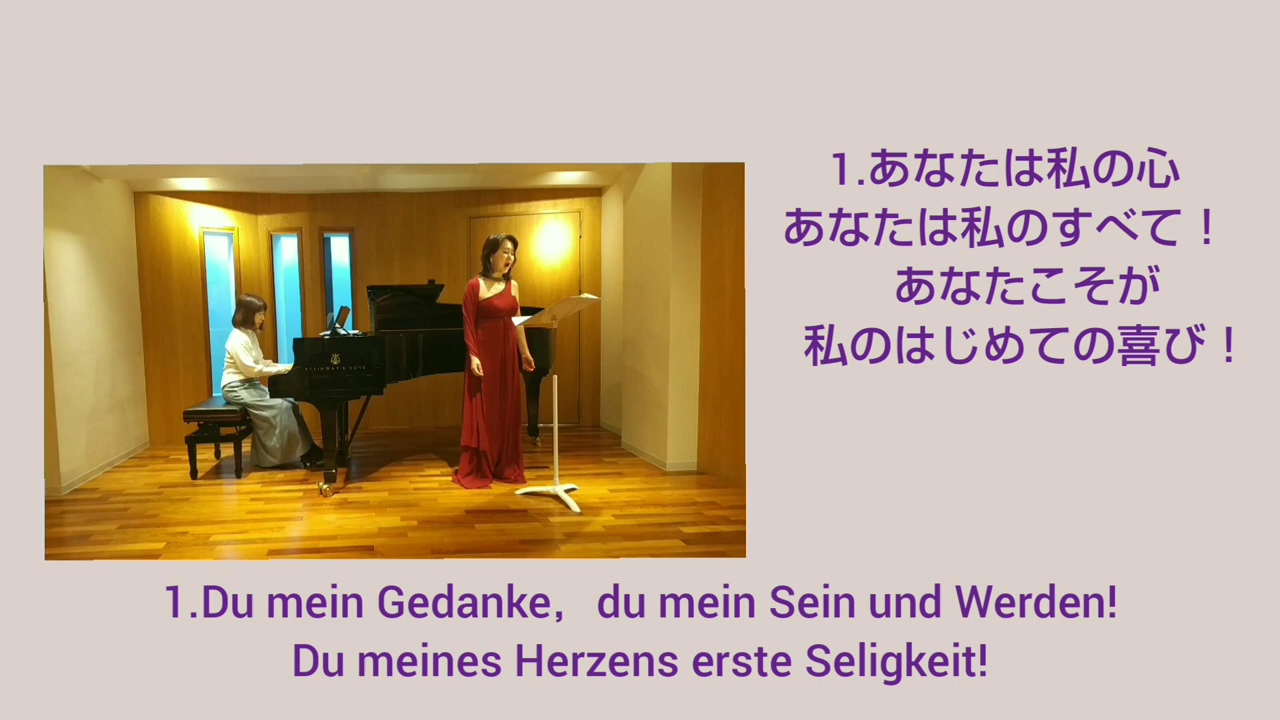 1.あなたは私の心
あなたは私のすべて！
あなたこそが
私のはじめての喜び！
STEINWAY & SONS
1.Du mein Gedanke, du mein Sein und Werden!
Du meines Herzens erste Seligkeit!